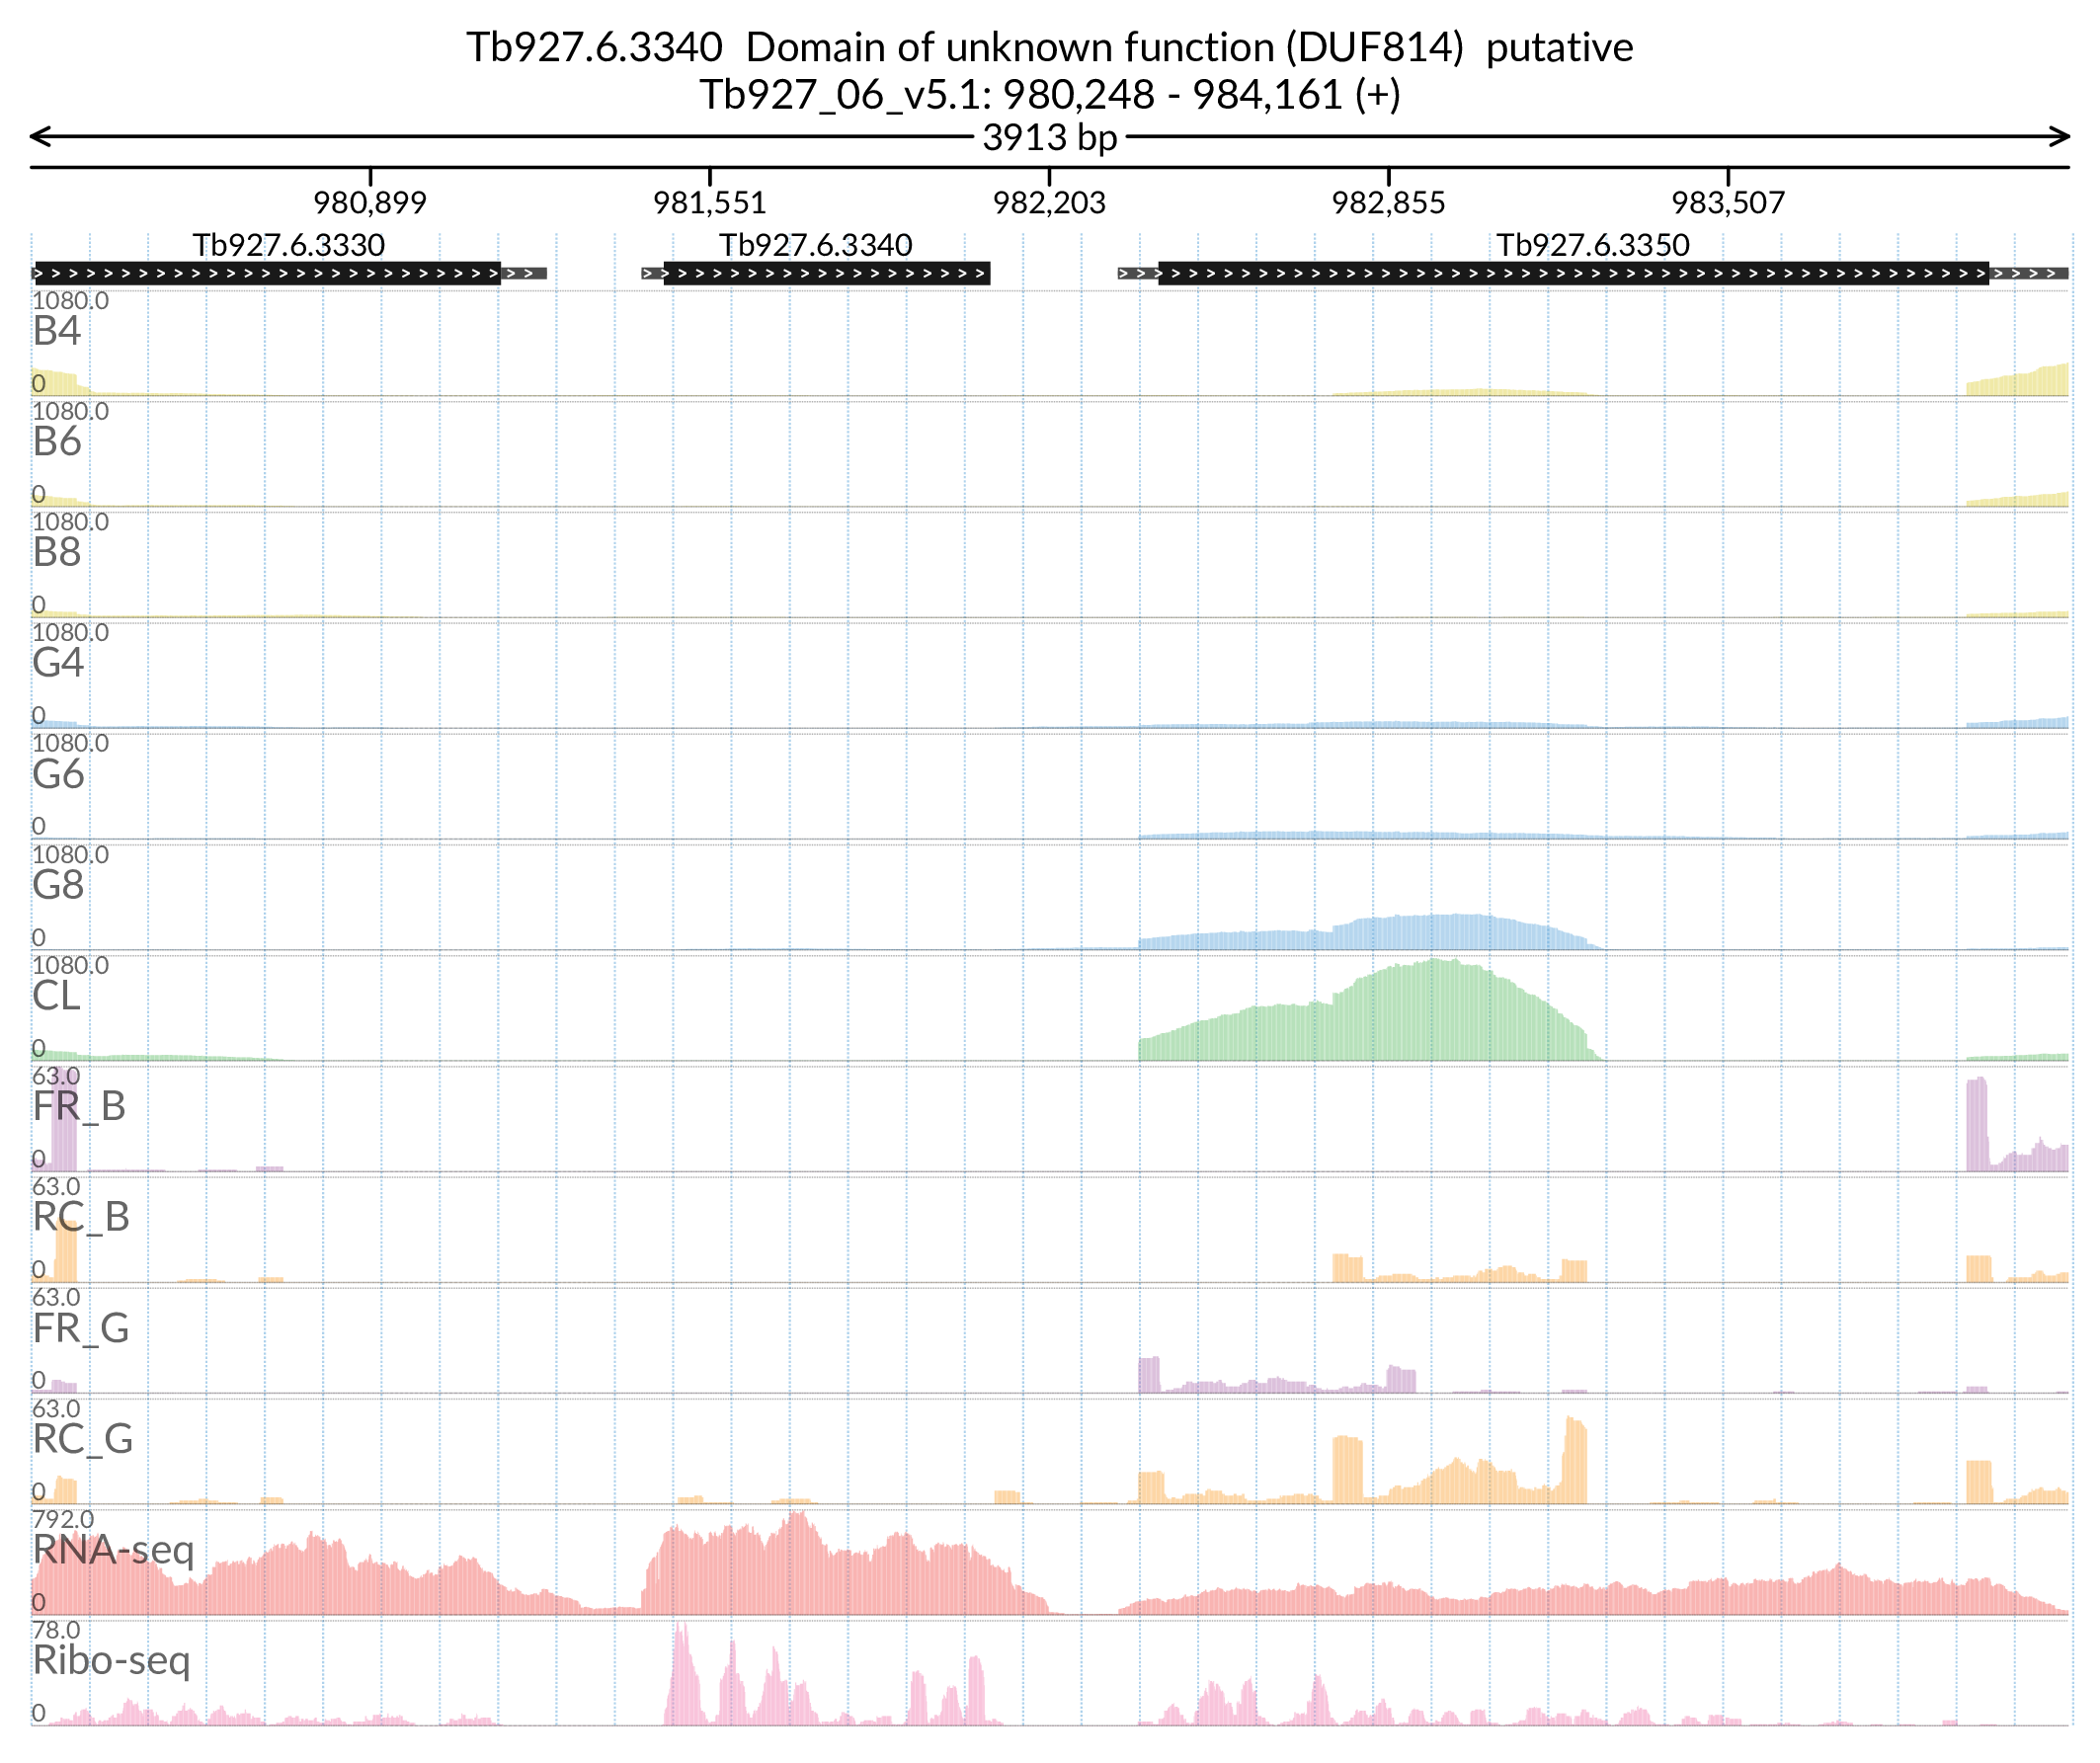 Tb927.6.3340  Domain of unknown function (DUF814)  putative
Tb927_06_v5.1: 980,248 - 984,161 (+)
3913 bp
980,899 981,551 982,203 982,855 983,507
Tb927.6.3330 Tb927.6.3340 Tb927.6.3350
1080.0
B4
0
1080.0
B6
0
1080.0
B8
0
1080.0
G4
0
1080.0
G6
0
1080.0
G8
0
1080.0
CL
0
63.0
FR_B
0
63.0
RC_B
0
63.0
FR_G
0
63.0
RC_G
0
792.0
RNA-seq
0
78.0
Ribo-seq
0